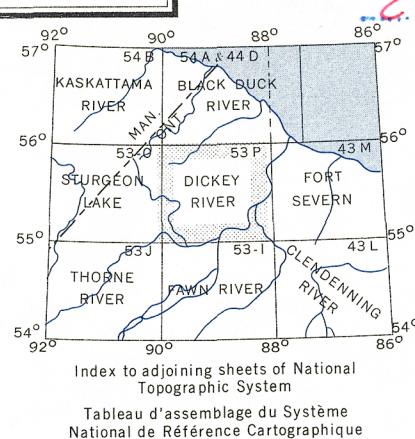 92° 90° 88° 86°
57° 54 B 54 A & 44 D 57°
KASKATTAMA BLACK DUCK
RIVER RIVER
MAN.
ONT.
56° 53-O 53 P 43 M 56°
STURGEON DICKEY FORT
LAKE RIVER SEVERN
55° 53 J 53-I 43 L 55°
THORNE FAWN RIVER CLENDENNING
RIVER RIVER
54° 54°
92° 90° 88° 86°
Index to adjoining sheets of National
Topographic System
Tableau d'assemblage du Système
National de Référence Cartographique